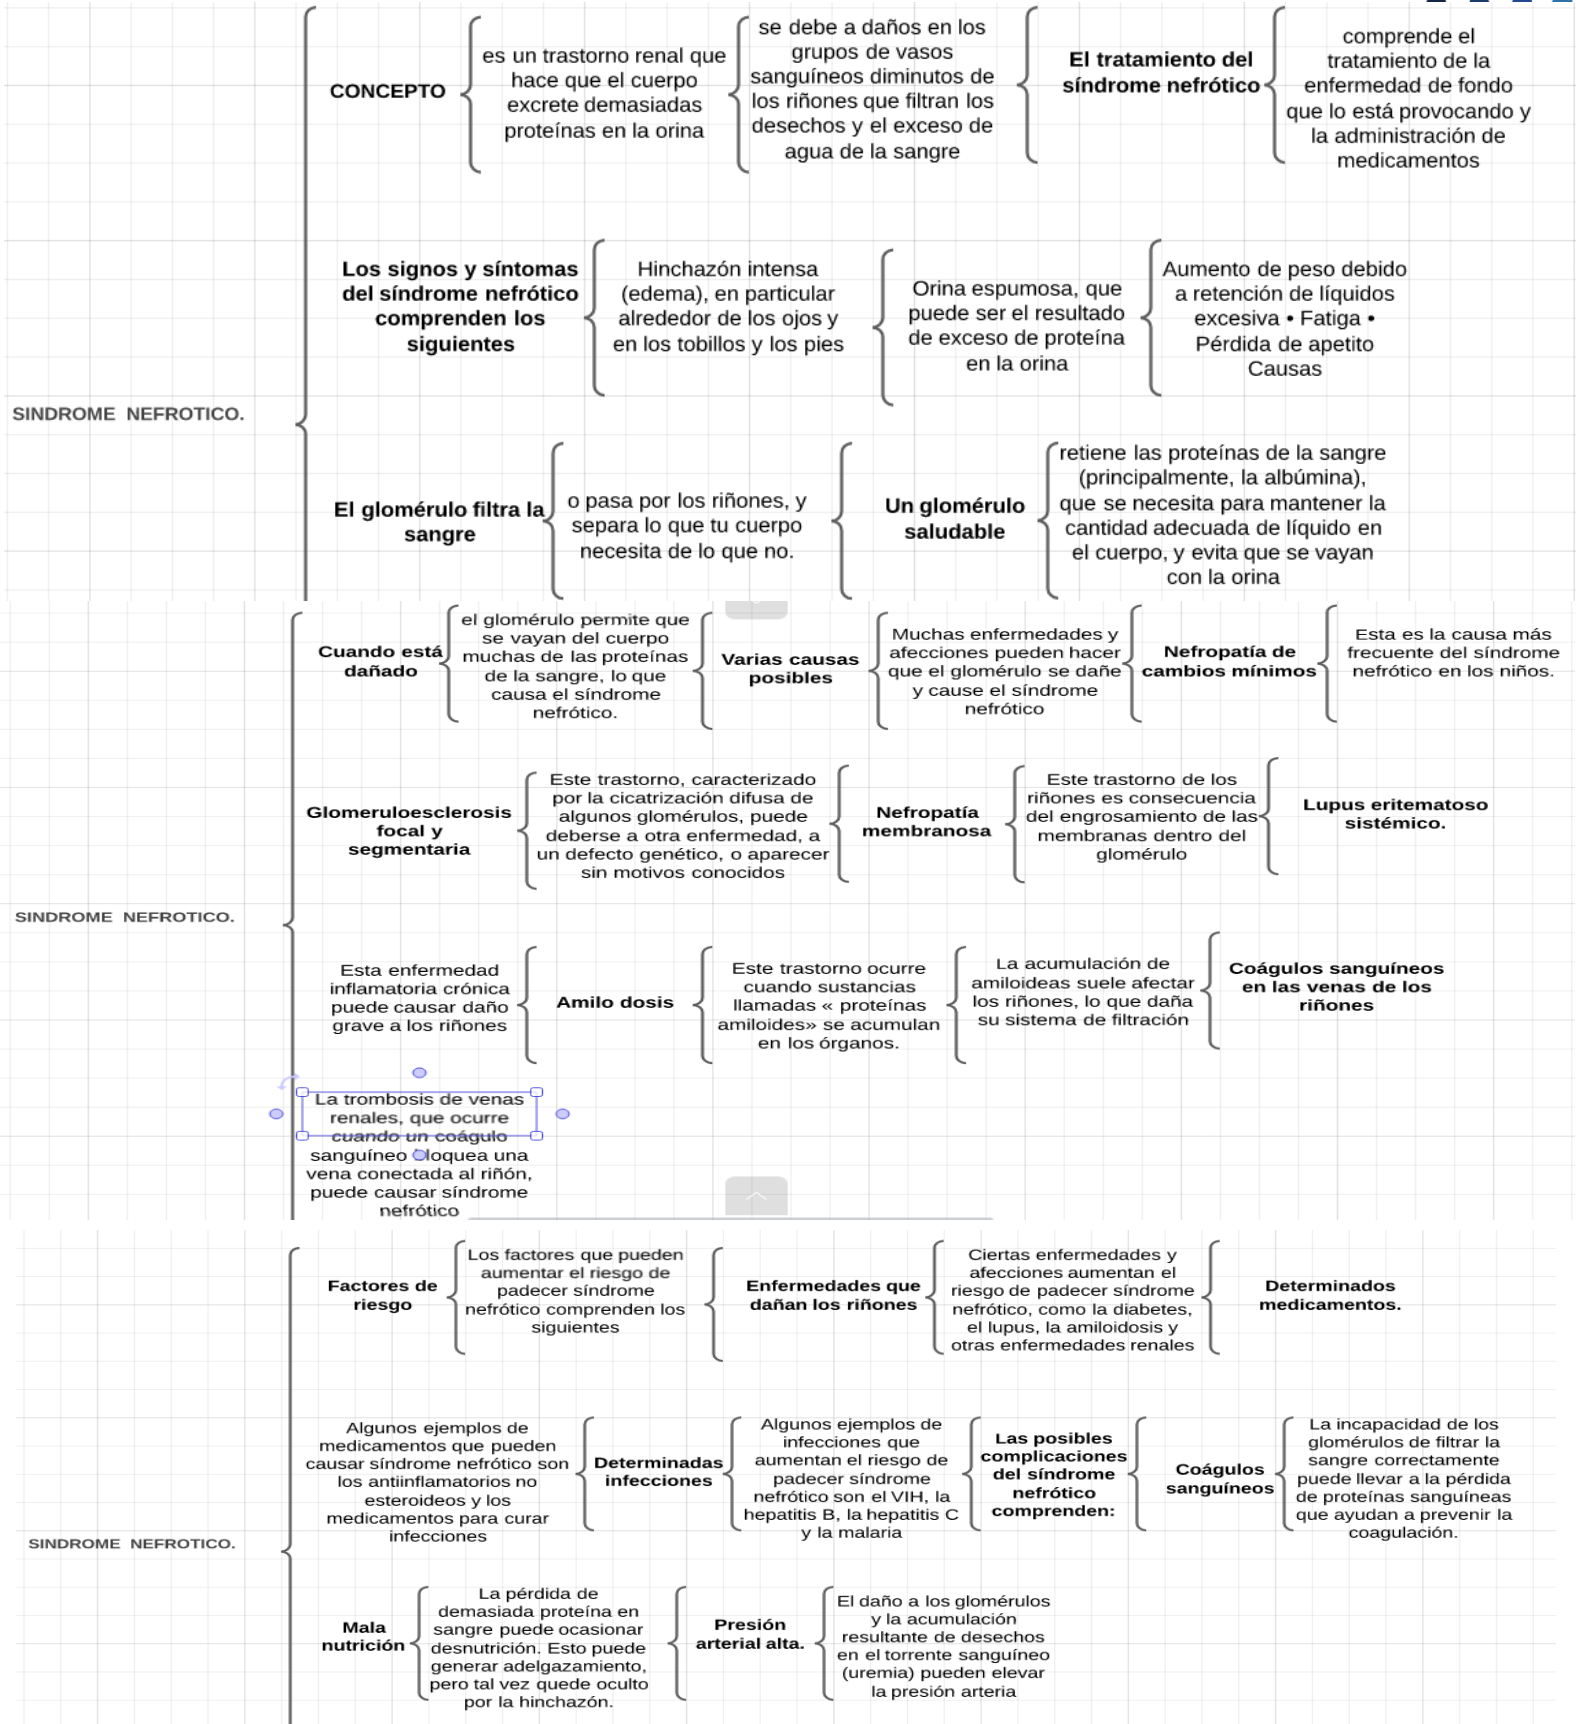 SINDROME NEFROTICO.
CONCEPTO
es un trastorno renal que
hace que el cuerpo
excrete demasiadas
proteínas en la orina
se debe a daños en los
grupos de vasos
sanguíneos diminutos de
los riñones que filtran los
desechos y el exceso de
agua de la sangre
El tratamiento del
síndrome nefrótico
comprende el
tratamiento de la
enfermedad de fondo
que lo está provocando y
la administración de
medicamentos
Los signos y síntomas
del síndrome nefrótico
comprenden los
siguientes
Hinchazón intensa
(edema), en particular
alrededor de los ojos y
en los tobillos y los pies
Orina espumosa, que
puede ser el resultado
de exceso de proteína
en la orina
Aumento de peso debido
a retención de líquidos
excesiva • Fatiga •
Pérdida de apetito
Causas
El glomérulo filtra la
sangre
o pasa por los riñones, y
separa lo que tu cuerpo
necesita de lo que no.
Un glomérulo
saludable
retiene las proteínas de la sangre
(principalmente, la albúmina),
que se necesita para mantener la
cantidad adecuada de líquido en
el cuerpo, y evita que se vayan
con la orina
SINDROME NEFROTICO.
Cuando está
dañado
el glomérulo permite que
se vayan del cuerpo
muchas de las proteínas
de la sangre, lo que
causa el síndrome
nefrótico.
Varias causas
posibles
Muchas enfermedades y
afecciones pueden hacer
que el glomérulo se dañe
y cause el síndrome
nefrótico
Nefropatía de
cambios mínimos
Esta es la causa más
frecuente del síndrome
nefrótico en los niños.
Glomeruloesclerosis
focal y
segmentaria
Este trastorno, caracterizado
por la cicatrización difusa de
algunos glomérulos, puede
deberse a otra enfermedad, a
un defecto genético, o aparecer
sin motivos conocidos
Nefropatía
membranosa
Este trastorno de los
riñones es consecuencia
del engrosamiento de las
membranas dentro del
glomérulo
Lupus eritematoso
sistémico.
Esta enfermedad
inflamatoria crónica
puede causar daño
grave a los riñones
Amilo dosis
Este trastorno ocurre
cuando sustancias
llamadas « proteínas
amiloides» se acumulan
en los órganos.
La acumulación de
amiloideas suele afectar
los riñones, lo que daña
su sistema de filtración
Coágulos sanguíneos
en las venas de los
riñones
La trombosis de venas
renales, que ocurre
cuando un coágulo
sanguíneo bloquea una
vena conectada al riñón,
puede causar síndrome
nefrótico
SINDROME NEFROTICO.
Factores de
riesgo
Los factores que pueden
aumentar el riesgo de
padecer síndrome
nefrótico comprenden los
siguientes
Enfermedades que
dañan los riñones
Ciertas enfermedades y
afecciones aumentan el
riesgo de padecer síndrome
nefrótico, como la diabetes,
el lupus, la amiloidosis y
otras enfermedades renales
Determinados
medicamentos.
Algunos ejemplos de
medicamentos que pueden
causar síndrome nefrótico son
los antiinflamatorios no
esteroideos y los
medicamentos para curar
infecciones
Determinadas
infecciones
Algunos ejemplos de
infecciones que
aumentan el riesgo de
padecer síndrome
nefrótico son el VIH, la
hepatitis B, la hepatitis C
y la malaria
Las posibles
complicaciones
del síndrome
nefrótico
comprenden:
Coágulos
sanguíneos
La incapacidad de los
glomérulos de filtrar la
sangre correctamente
puede llevar a la pérdida
de proteínas sanguíneas
que ayudan a prevenir la
coagulación.
Mala
nutrición
La pérdida de
demasiada proteína en
sangre puede ocasionar
desnutrición. Esto puede
generar adelgazamiento,
pero tal vez quede oculto
por la hinchazón.
Presión
arterial alta.
El daño a los glomérulos
y la acumulación
resultante de desechos
en el torrente sanguíneo
(uremia) pueden elevar
la presión arteria